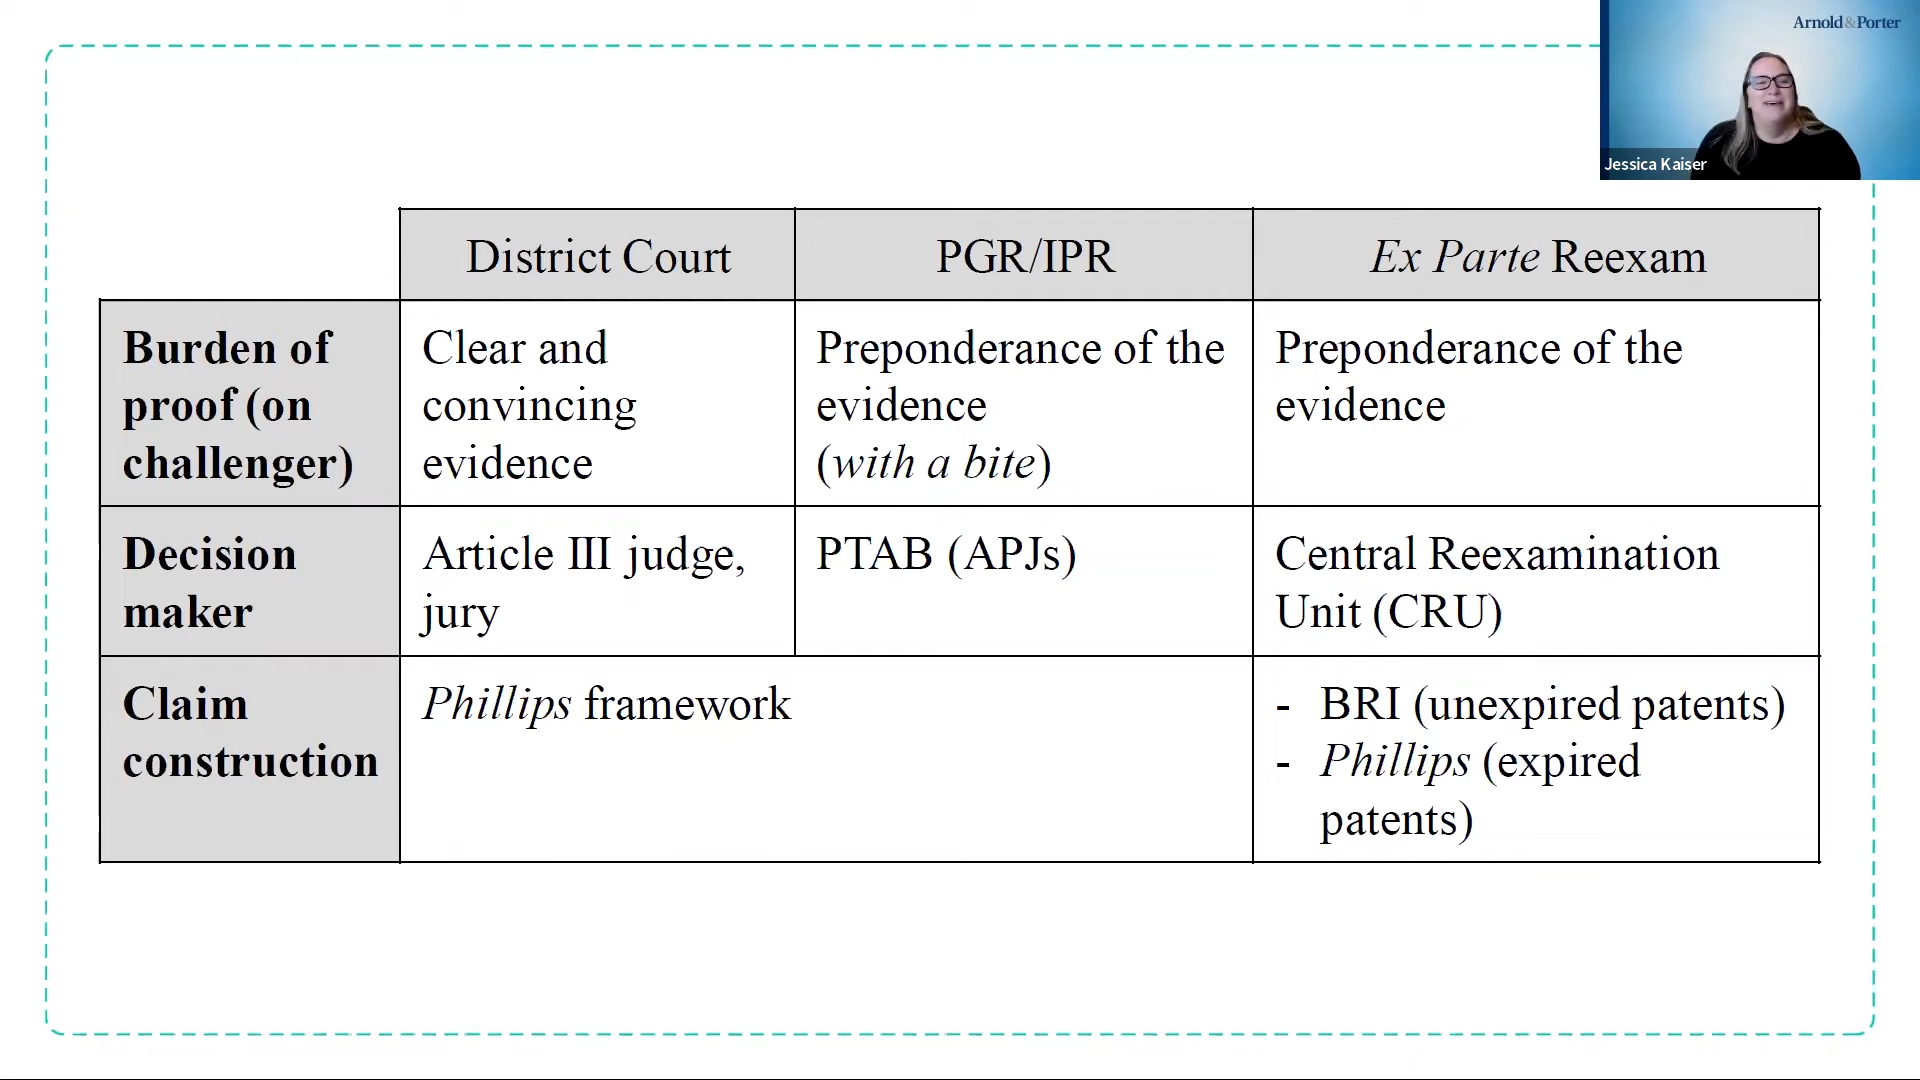 Arnold&Porter
Jessica Kaiser
District Court
PGR/IPR
Ex Parte Reexam
Burden of
proof (on
challenger)
Clear and
convincing
evidence
Preponderance of the
evidence
(with a bite)
Preponderance of the
evidence
Decision
maker
Article III judge,
jury
PTAB (APJs)
Central Reexamination
Unit (CRU)
Claim
construction
Phillips framework
- BRI (unexpired patents)
- Phillips (expired
patents)